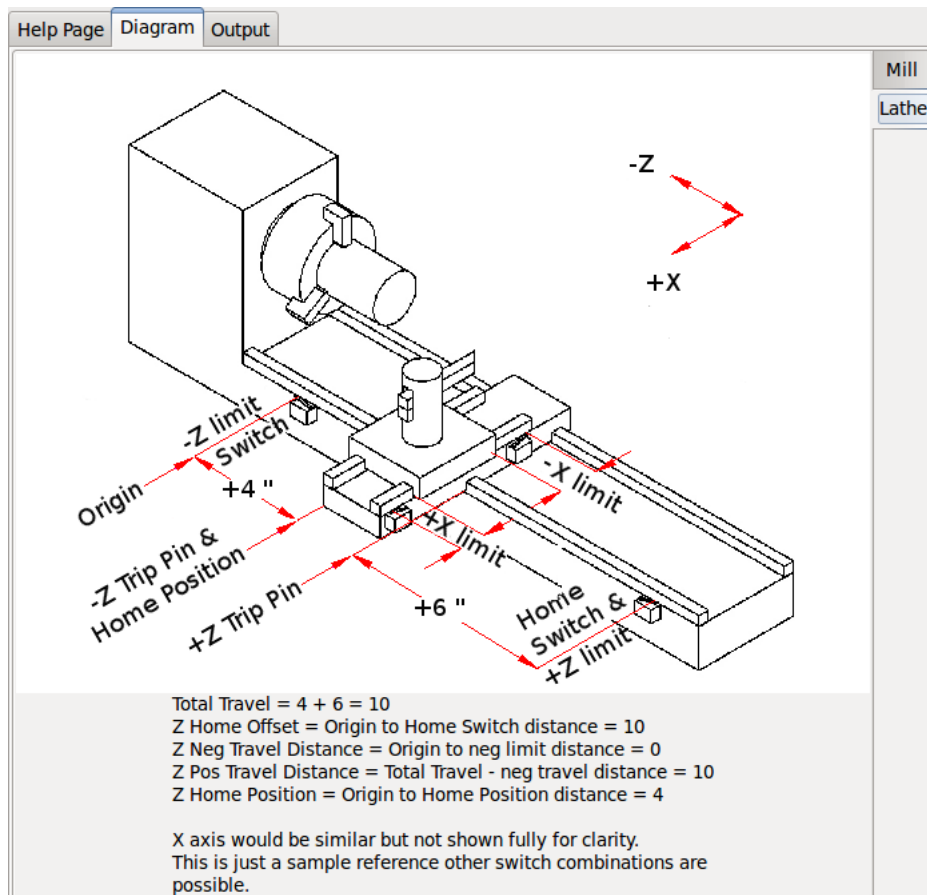 Help Page
Diagram
Output
Mill
Lathe
-Z
+X
-Z limit
Switch
Origin
+4 "
-X limit
+X limit
-Z Trip Pin &
Home Position
+Z Trip Pin
+6 "
Home
Switch &
+Z limit
Total Travel = 4 + 6 = 10
Z Home Offset = Origin to Home Switch distance = 10
Z Neg Travel Distance = Origin to neg limit distance = 0
Z Pos Travel Distance = Total Travel - neg travel distance = 10
Z Home Position = Origin to Home Position distance = 4
X axis would be similar but not shown fully for clarity.
This is just a sample reference other switch combinations are
possible.